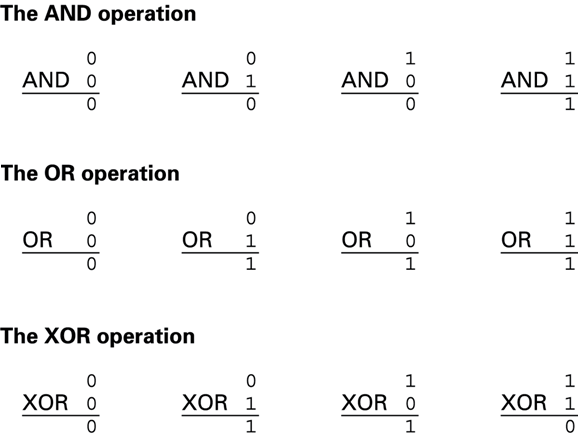 The AND operation
0 0 1 1
AND 0 AND 1 AND 0 AND 1
0 0 0 1
The OR operation
0 0 1 1
OR 0 OR 1 OR 0 OR 1
0 1 1 1
The XOR operation
0 0 1 1
XOR 0 XOR 1 XOR 0 XOR 1
0 1 1 0